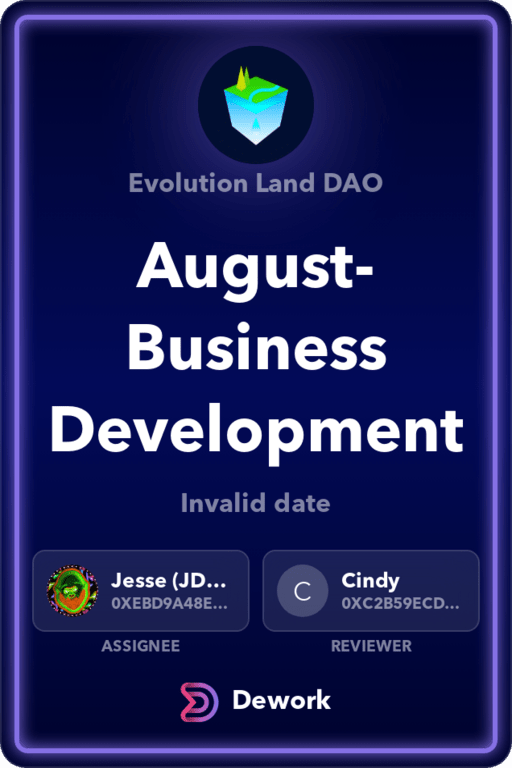 Evolution Land DAO
August-
Business
Development
Invalid date
Jesse (JD...
0XEBD9A48E...
ASSIGNEE
C
Cindy
0XC2B59ECD...
REVIEWER
Dework